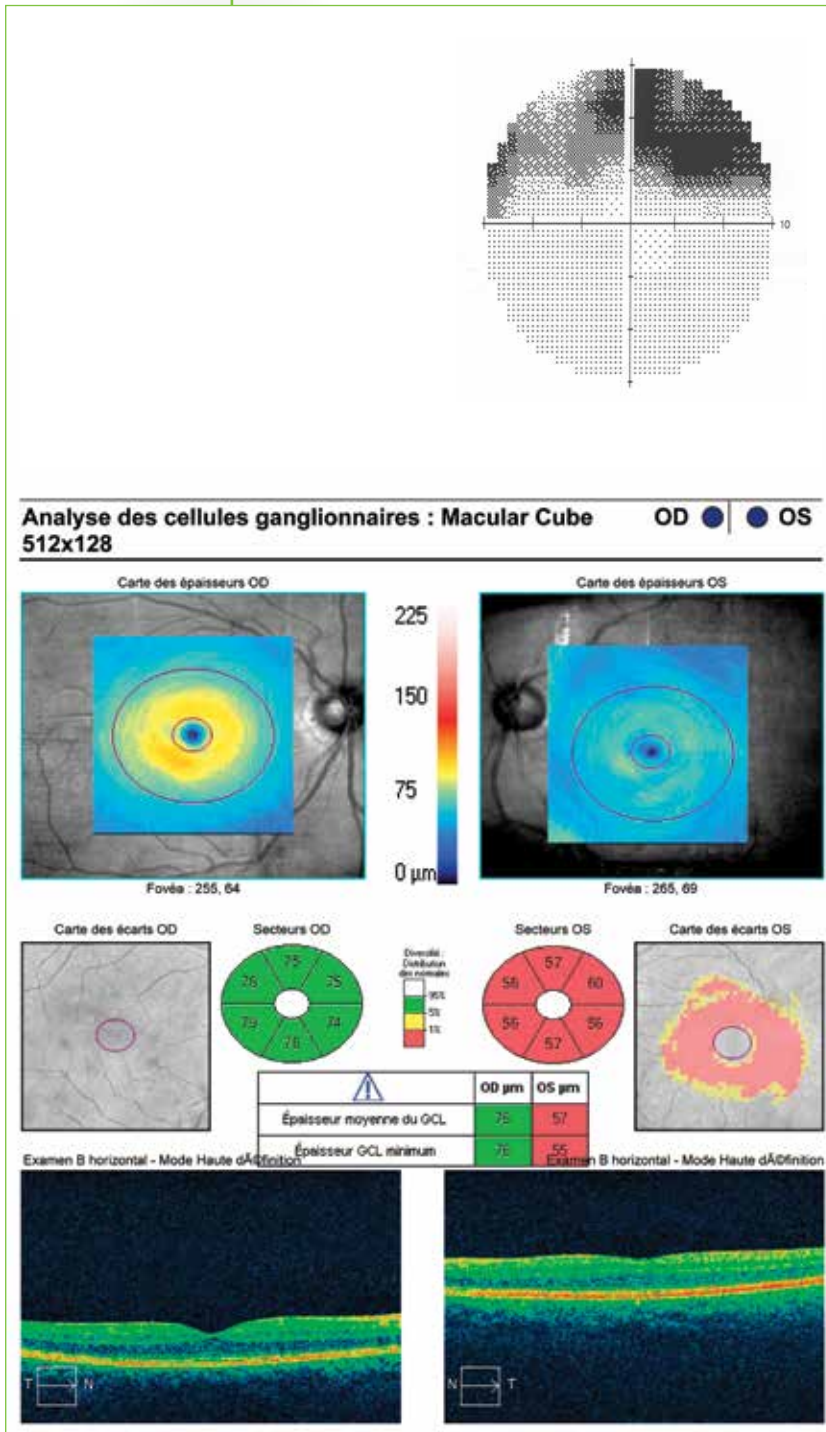 10
Analyse des cellules ganglionnaires : Macular Cube
512x128
OD OS
Carte des épaisseurs OD
Carte des épaisseurs OS
225
150
75
0 µm
Fovéa : 255, 64
Fovéa : 265, 69
Carte des écarts OD
Secteurs OD
Diversité :
Distribution
des normales
95%
5%
1%
Secteurs OS
Carte des écarts OS
75
75
74
76
79
57
60
56
57
56
56
OD µm OS µm
Épaisseur moyenne du GCL 76 57
Épaisseur GCL minimum 76 55
Examen B horizontal - Mode Haute dÃ©finition
Examen B horizontal - Mode Haute dÃ©finition
T N
N T